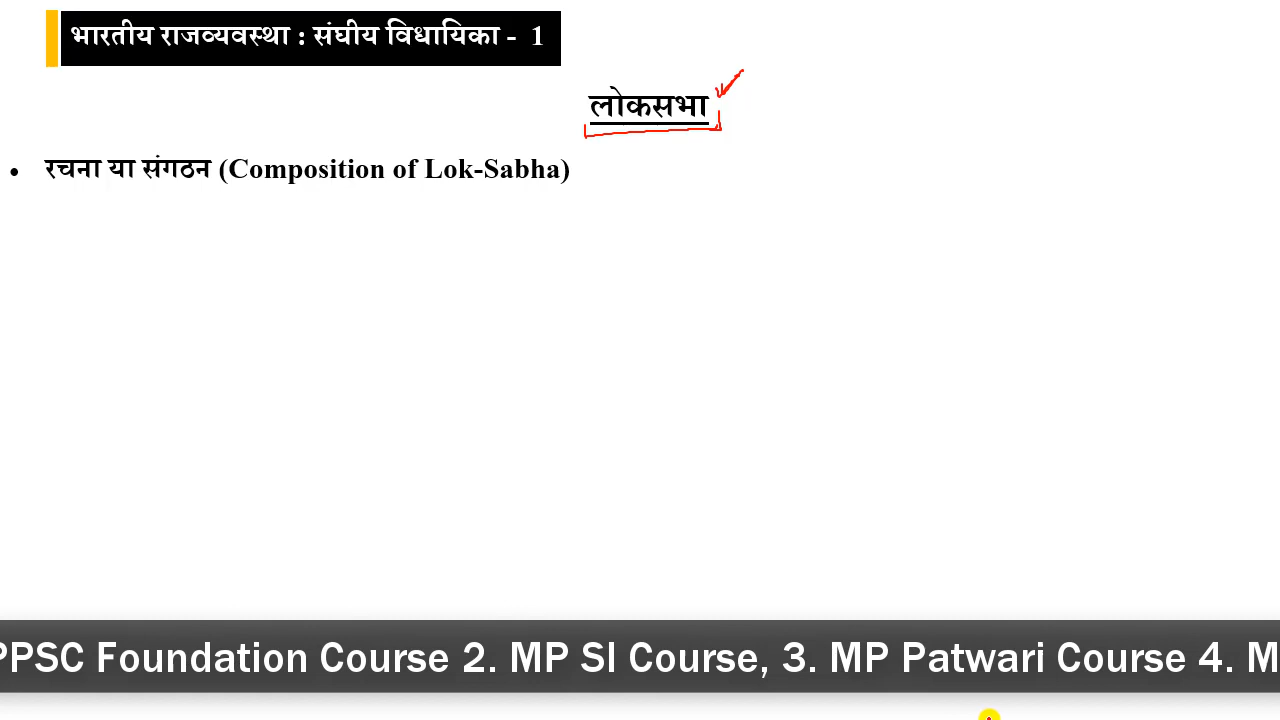 भारतीय राजव्यवस्था : संघीय विधायिका - 1
लोकसभा
• रचना या संगठन (Composition of Lok-Sabha)
PPSC Foundation Course 2. MP SI Course, 3. MP Patwari Course 4. M